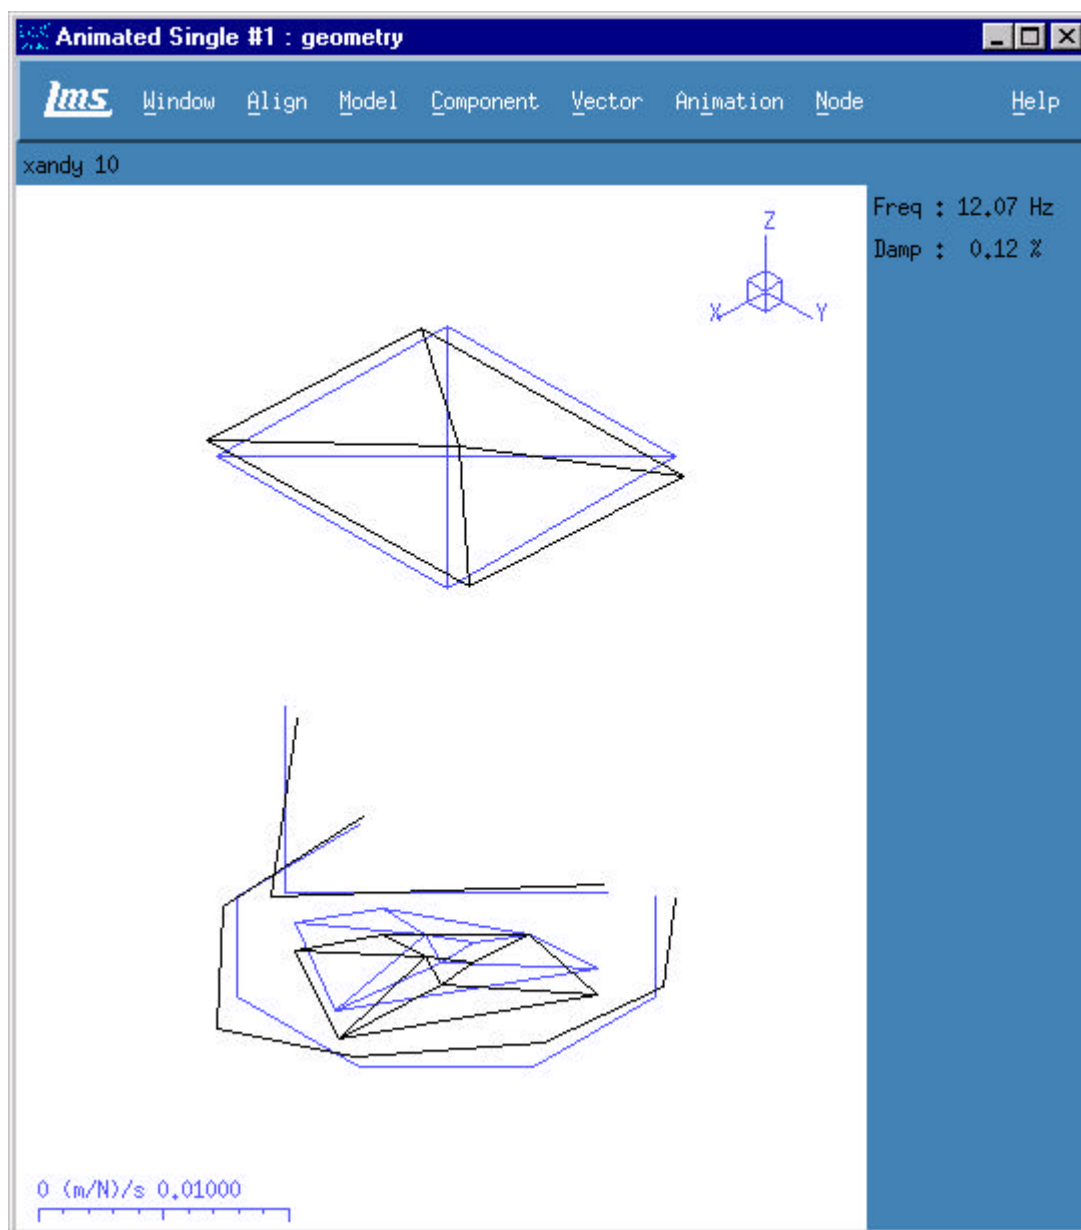 Animated Single #1 : geometry
lms Window Align Model Component Vector Animation Node Help
xandy 10
Freq : 12.07 Hz
Damp : 0.12 %
Z
X Y
0 (m/N)/s 0.01000